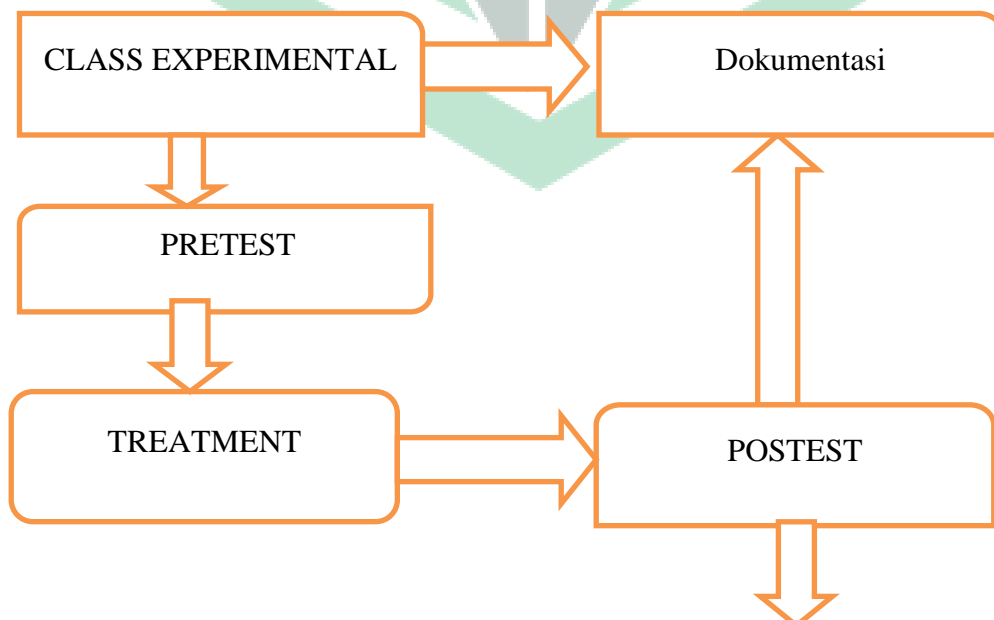 CLASS EXPERIMENTAL
Dokumentasi
PRETEST
TREATMENT
POSTEST